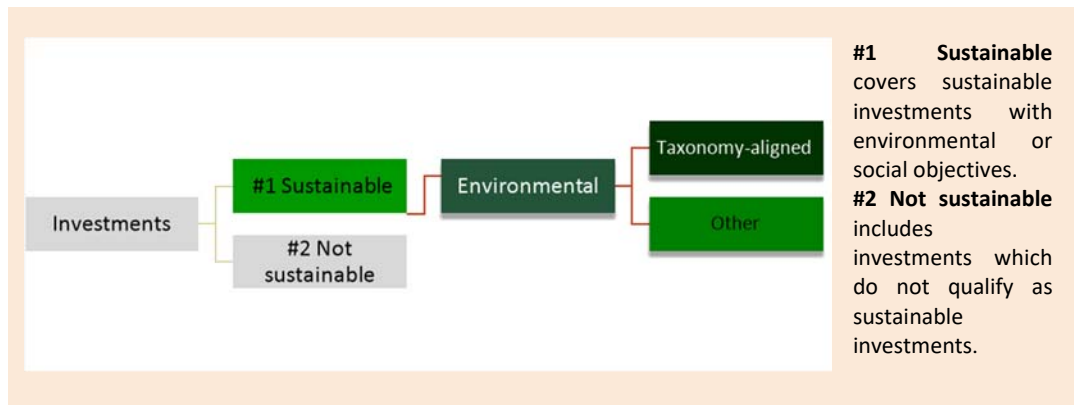 Investments
#1 Sustainable
#2 Not
sustainable
Environmental
Taxonomy-aligned
Other
#1 Sustainable
covers sustainable
investments with
environmental or
social objectives.
#2 Not sustainable
includes
investments which
do not qualify as
sustainable
investments.